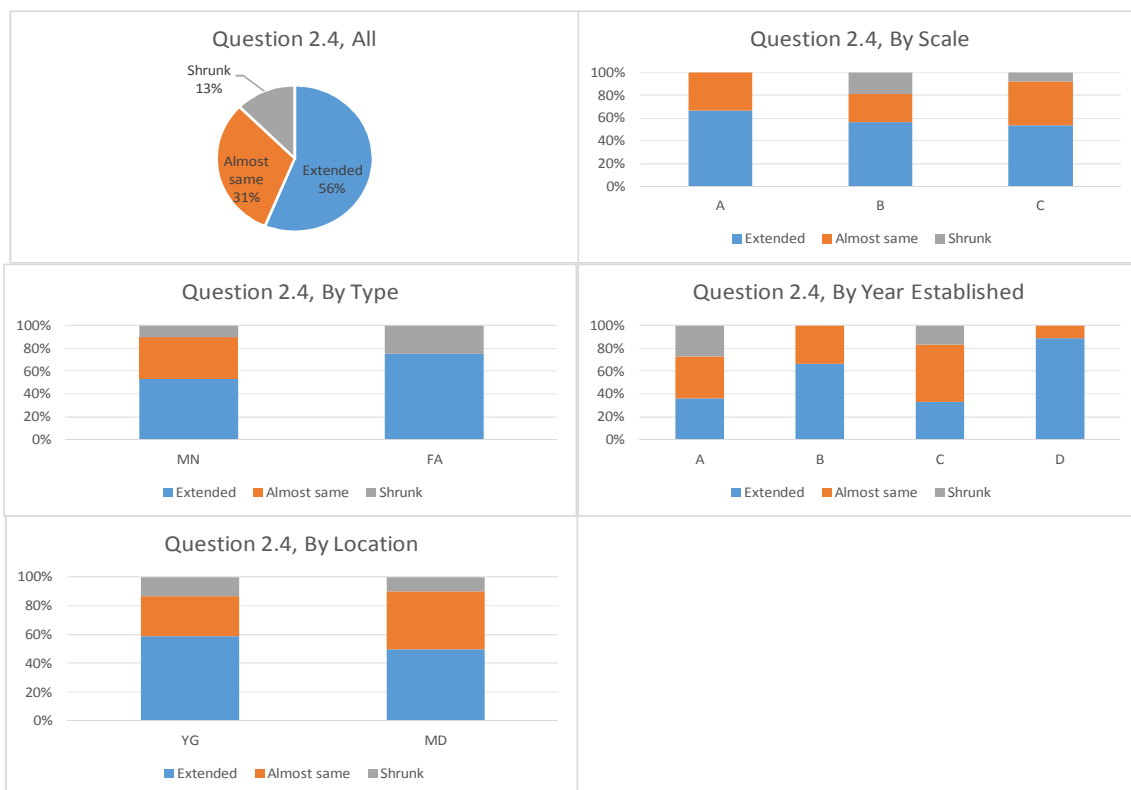 Question 2.4, All
Shrunk
13%
Almost
same
31%
Extended
56%
Question 2.4, By Scale
100%
80%
60%
40%
20%
0%
A B C
Extended Almost same Shrunk
Question 2.4, By Type
100%
80%
60%
40%
20%
0%
MN FA
Extended Almost same Shrunk
Question 2.4, By Year Established
100%
80%
60%
40%
20%
0%
A B C D
Extended Almost same Shrunk
Question 2.4, By Location
100%
80%
60%
40%
20%
0%
YG MD
Extended Almost same Shrunk